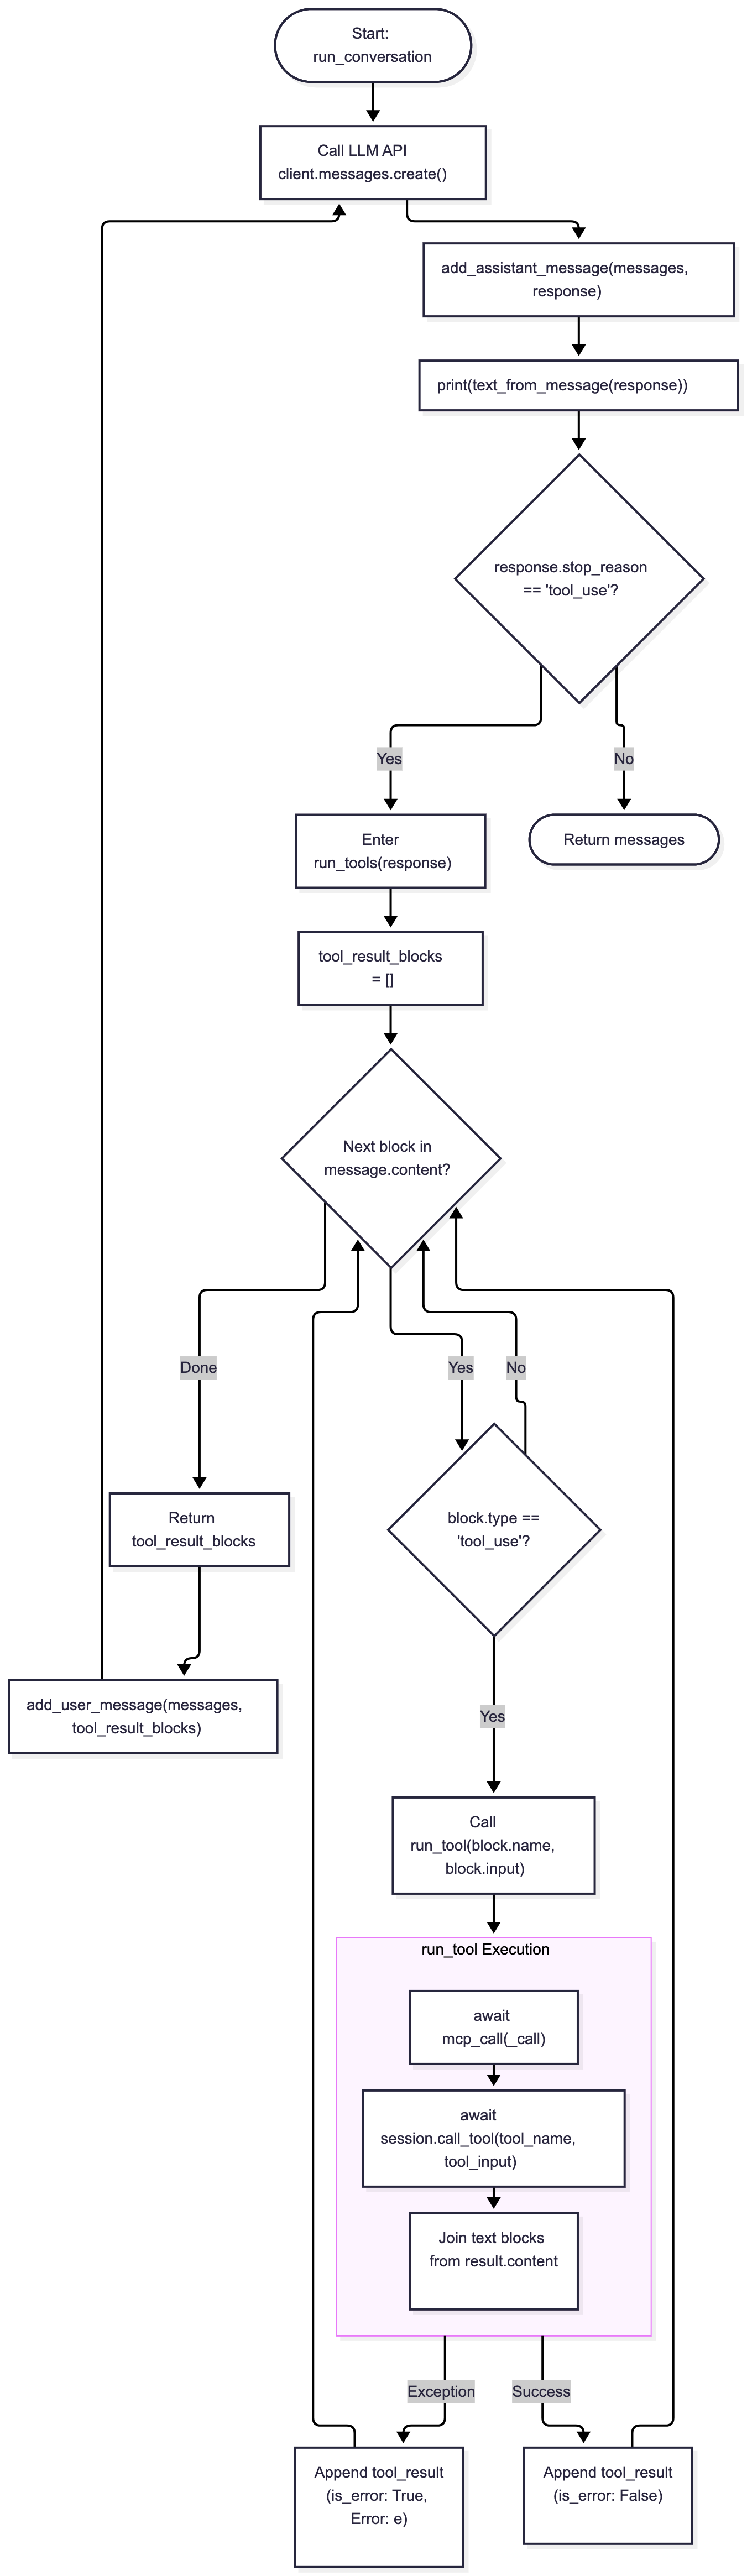 Start:
run_conversation
Call LLM API
client.messages.create()
add_assistant_message(messages,
response)
print(text_from_message(response))
response.stop_reason
== 'tool_use'?
Yes
No
Enter
run_tools(response)
Return messages
tool_result_blocks
= []
Next block in
message.content?
Done
Yes
No
Return
tool_result_blocks
block.type ==
'tool_use'?
add_user_message(messages,
tool_result_blocks)
Yes
Call
run_tool(block.name,
block.input)
run_tool Execution
await
mcp_call(_call)
await
session.call_tool(tool_name,
tool_input)
Join text blocks
from result.content
Exception
Success
Append tool_result
(is_error: True,
Error: e)
Append tool_result
(is_error: False)